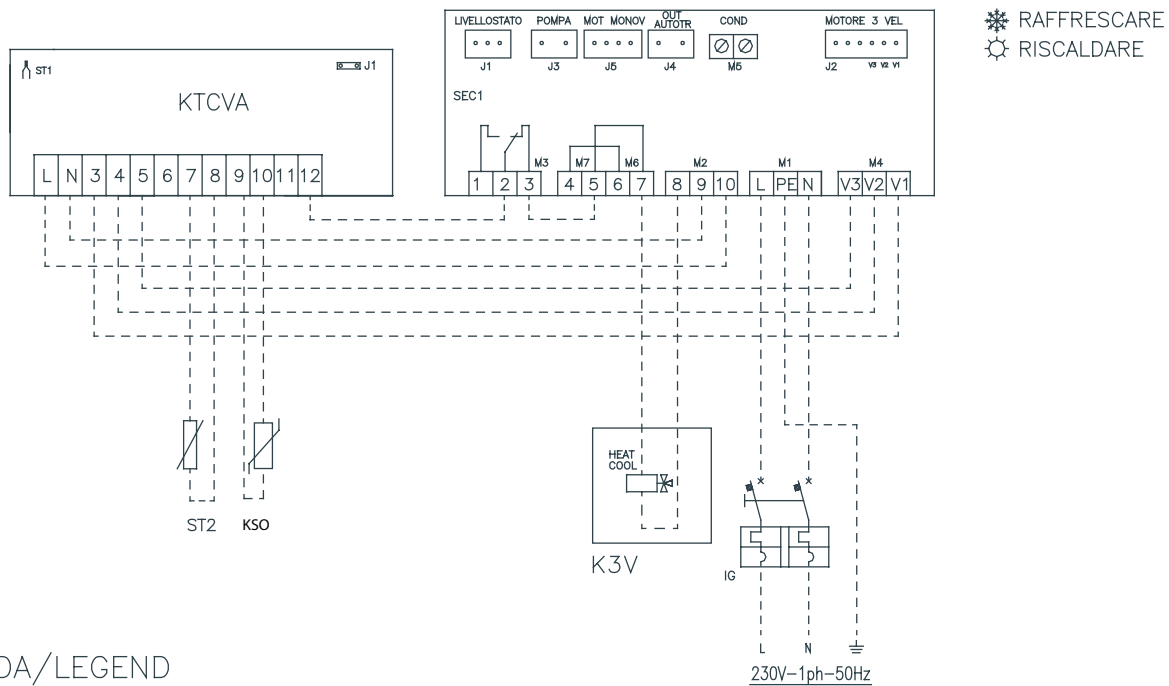 RAFFRESCARE
RISCALDARE
LIVELLOSTATO POMPA MOT MONOV OUT AUTOTR COND MOTORE 3 VEL
J1 J3 J5 J4 M5 J2 V3 V2 V1
ST1 J1
KTCVA
SEC1
M3 M7 M6 M2 M1 M4
L N 3 4 5 6 7 8 9 10 11 12
1 2 3 4 5 6 7 8 9 10 L PE N V3 V2 V1
HEAT
COOL
ST2 KSO
K3V
IG
L N
DA/LEGEND
230V-1ph-50Hz